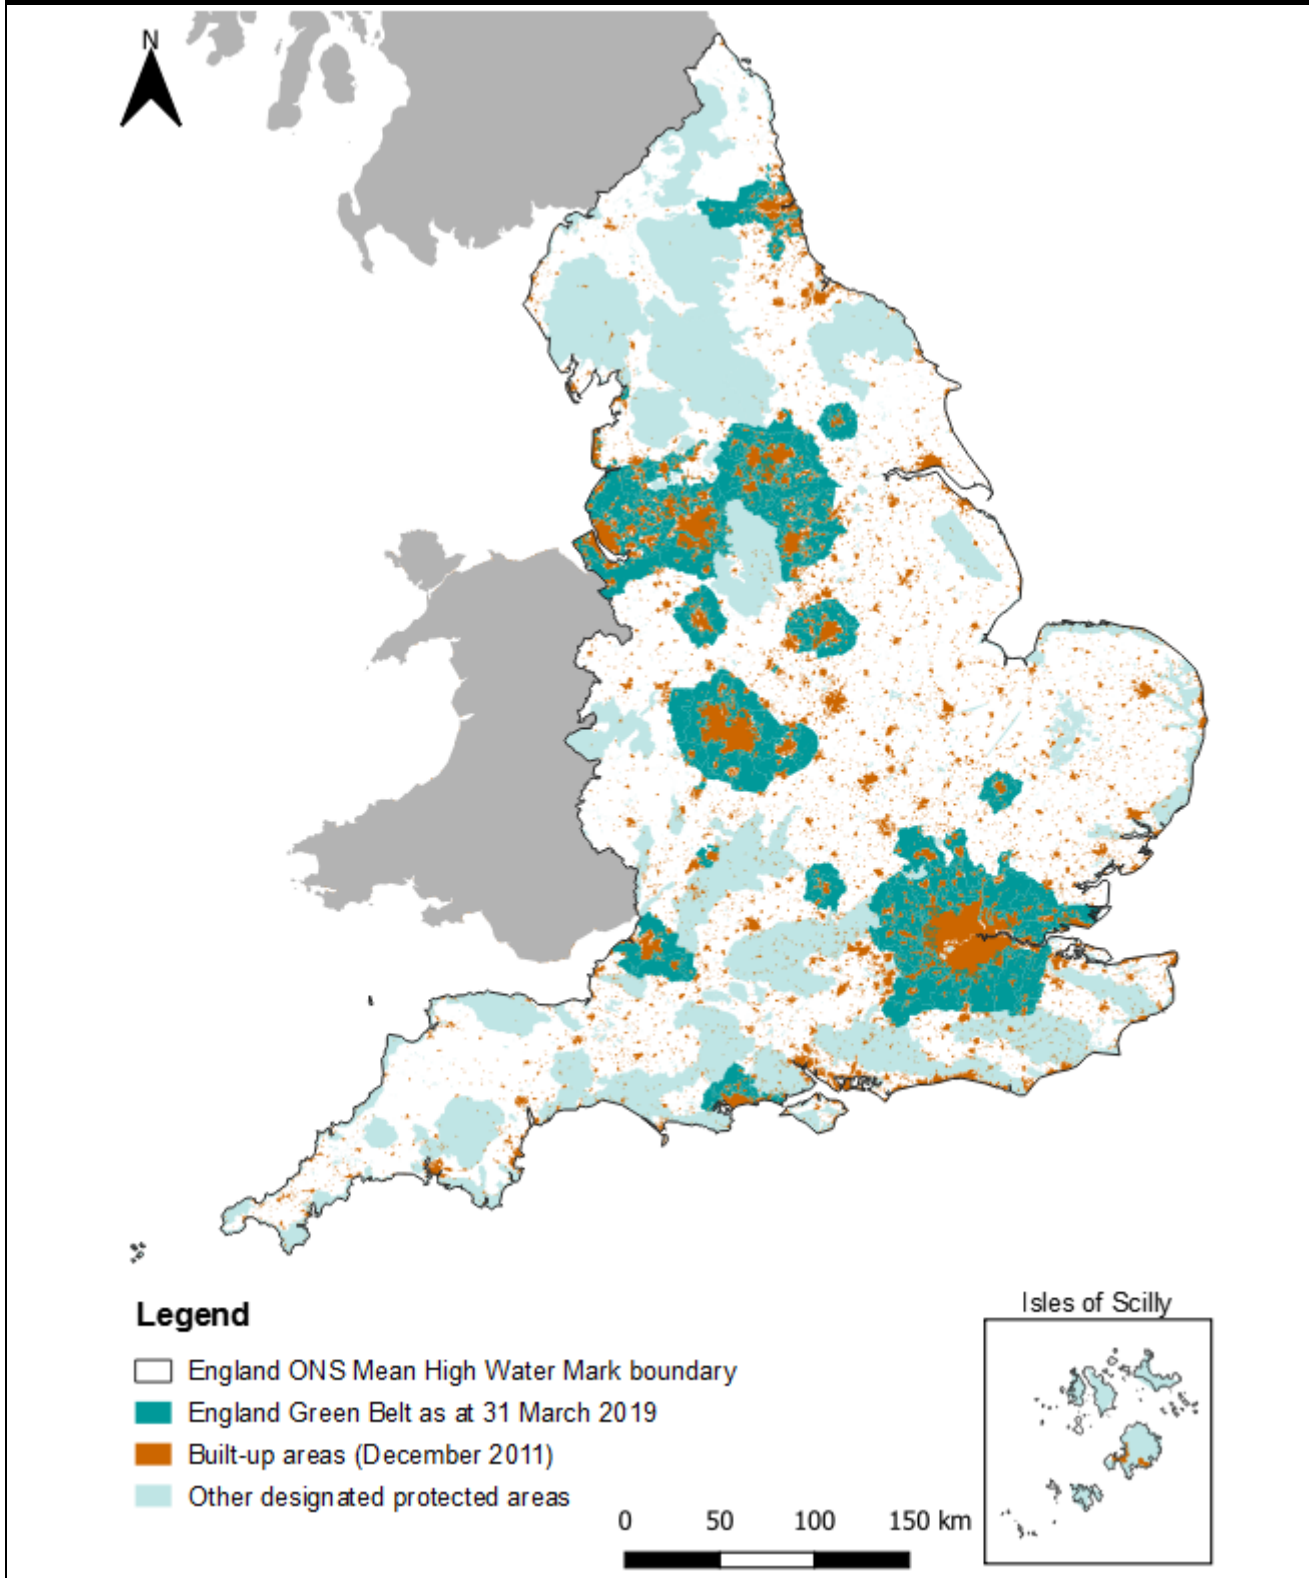 N
Isles of Scilly
Legend
England ONS Mean High Water Mark boundary
England Green Belt as at 31 March 2019
Built-up areas (December 2011)
Other designated protected areas
0 50 100 150 km